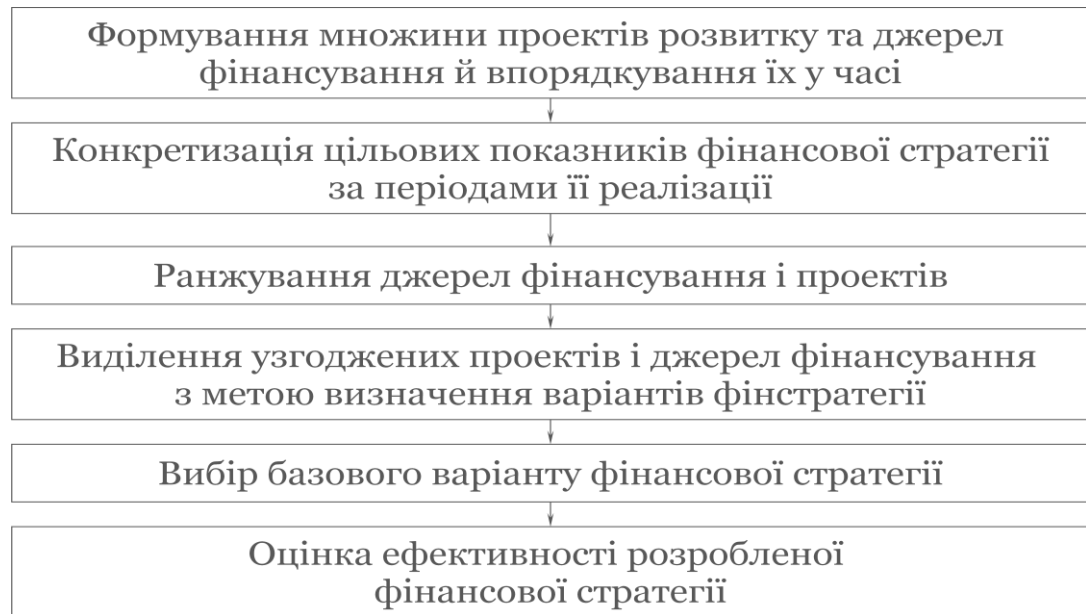 Формування множини проектів розвитку та джерел
фінансування й впорядкування їх у часі
Конкретизація цільових показників фінансової стратегії
за періодами її реалізації
Ранжування джерел фінансування і проектів
Виділення узгоджених проектів і джерел фінансування
з метою визначення варіантів фінстратегії
Вибір базового варіанту фінансової стратегії
Оцінка ефективності розробленої
фінансової стратегії